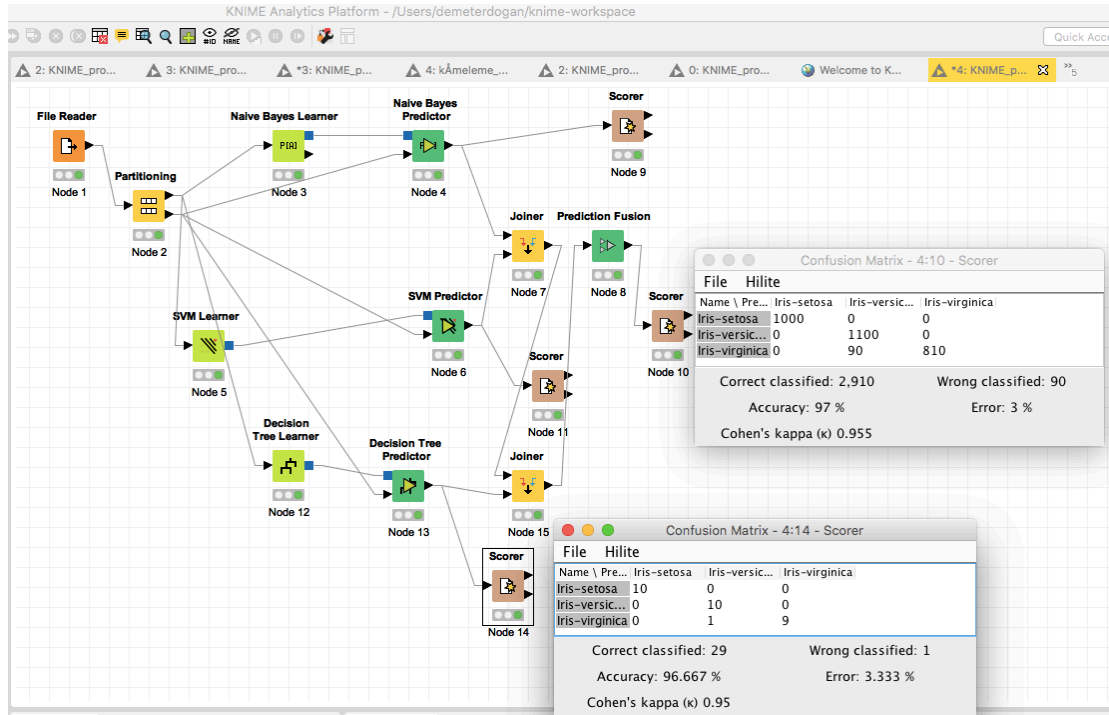 KNIME Analytics Platform - /Users/demeterdogan/knime-workspace
#ID NAME
Quick Acce
2: KNIME_pro... 3: KNIME_pro... *3: KNIME_p... 4: kÅmeleme_... 2: KNIME_pro... 0: KNIME_pro... Welcome to K... *4: KNIME_p... »5
File Reader
Node 1
Partitioning
Node 2
Naive Bayes Learner
P[A]
Node 3
Naive Bayes
Predictor
Node 4
Scorer
Node 9
Joiner
Node 7
Prediction Fusion
Node 8
SVM Learner
Node 5
SVM Predictor
Node 6
Scorer
Node 10
Scorer
Node 11
Decision
Tree Learner
Node 12
Decision Tree
Predictor
Node 13
Joiner
Node 15
Scorer
Node 14
Confusion Matrix - 4:10 - Scorer
File Hilite
Name \ Pre... Iris-setosa Iris-versic... Iris-virginica
Iris-setosa 1000 0 0
Iris-versic... 0 1100 0
Iris-virginica 0 90 810
Correct classified: 2,910 Wrong classified: 90
Accuracy: 97 % Error: 3 %
Cohen's kappa (κ) 0.955
Confusion Matrix - 4:14 - Scorer
File Hilite
Name \ Pre... Iris-setosa Iris-versic... Iris-virginica
Iris-setosa 10 0 0
Iris-versic... 0 10 0
Iris-virginica 0 1 9
Correct classified: 29 Wrong classified: 1
Accuracy: 96.667 % Error: 3.333 %
Cohen's kappa (κ) 0.95